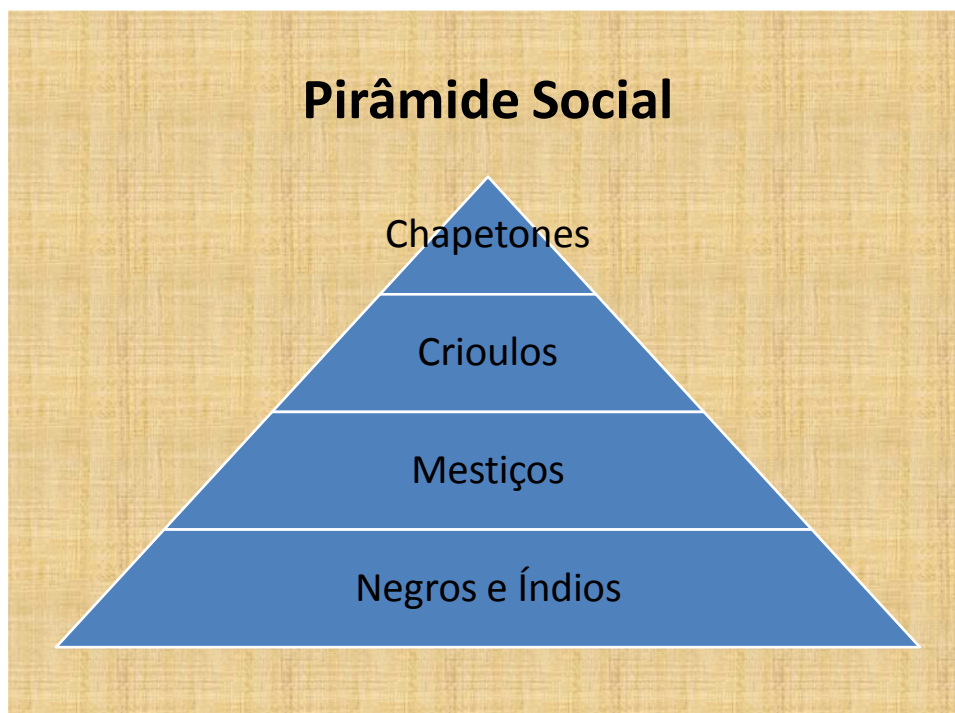 Pirâmide Social
Chapetones
Crioulos
Mestiços
Negros e Índios